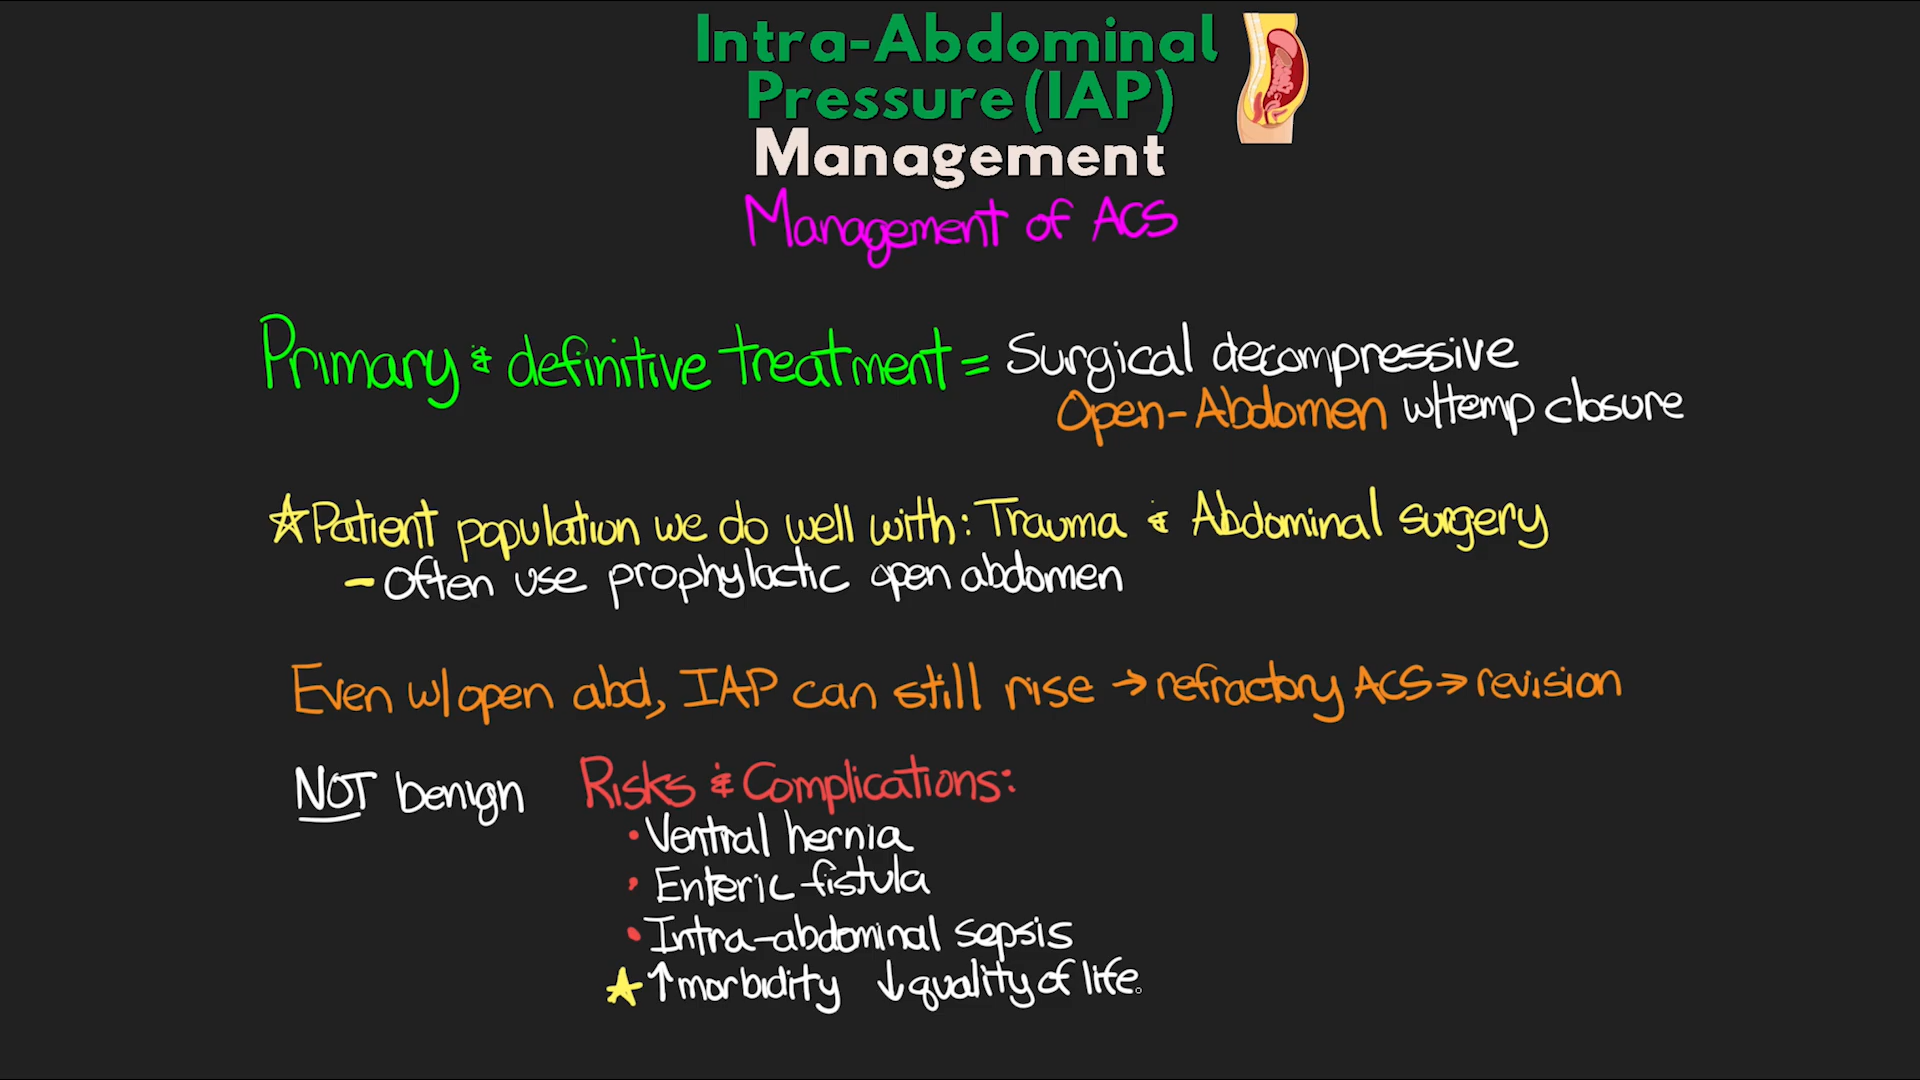 Intra-Abdominal
Pressure (IAP)
Management
Management of ACS
Primary & definitive treatment = Surgical decompressive
Open-Abdomen w/temp closure
☆Patient population we do well with: Trauma & Abdominal surgery
- Often use prophylactic open abdomen
Even w/open abd, IAP can still rise → refractory ACS → revision
NOT benign
Risks & Complications:
• Ventral hernia
• Enteric fistula
• Intra-abdominal sepsis
★ ↑morbidity ↓quality of life